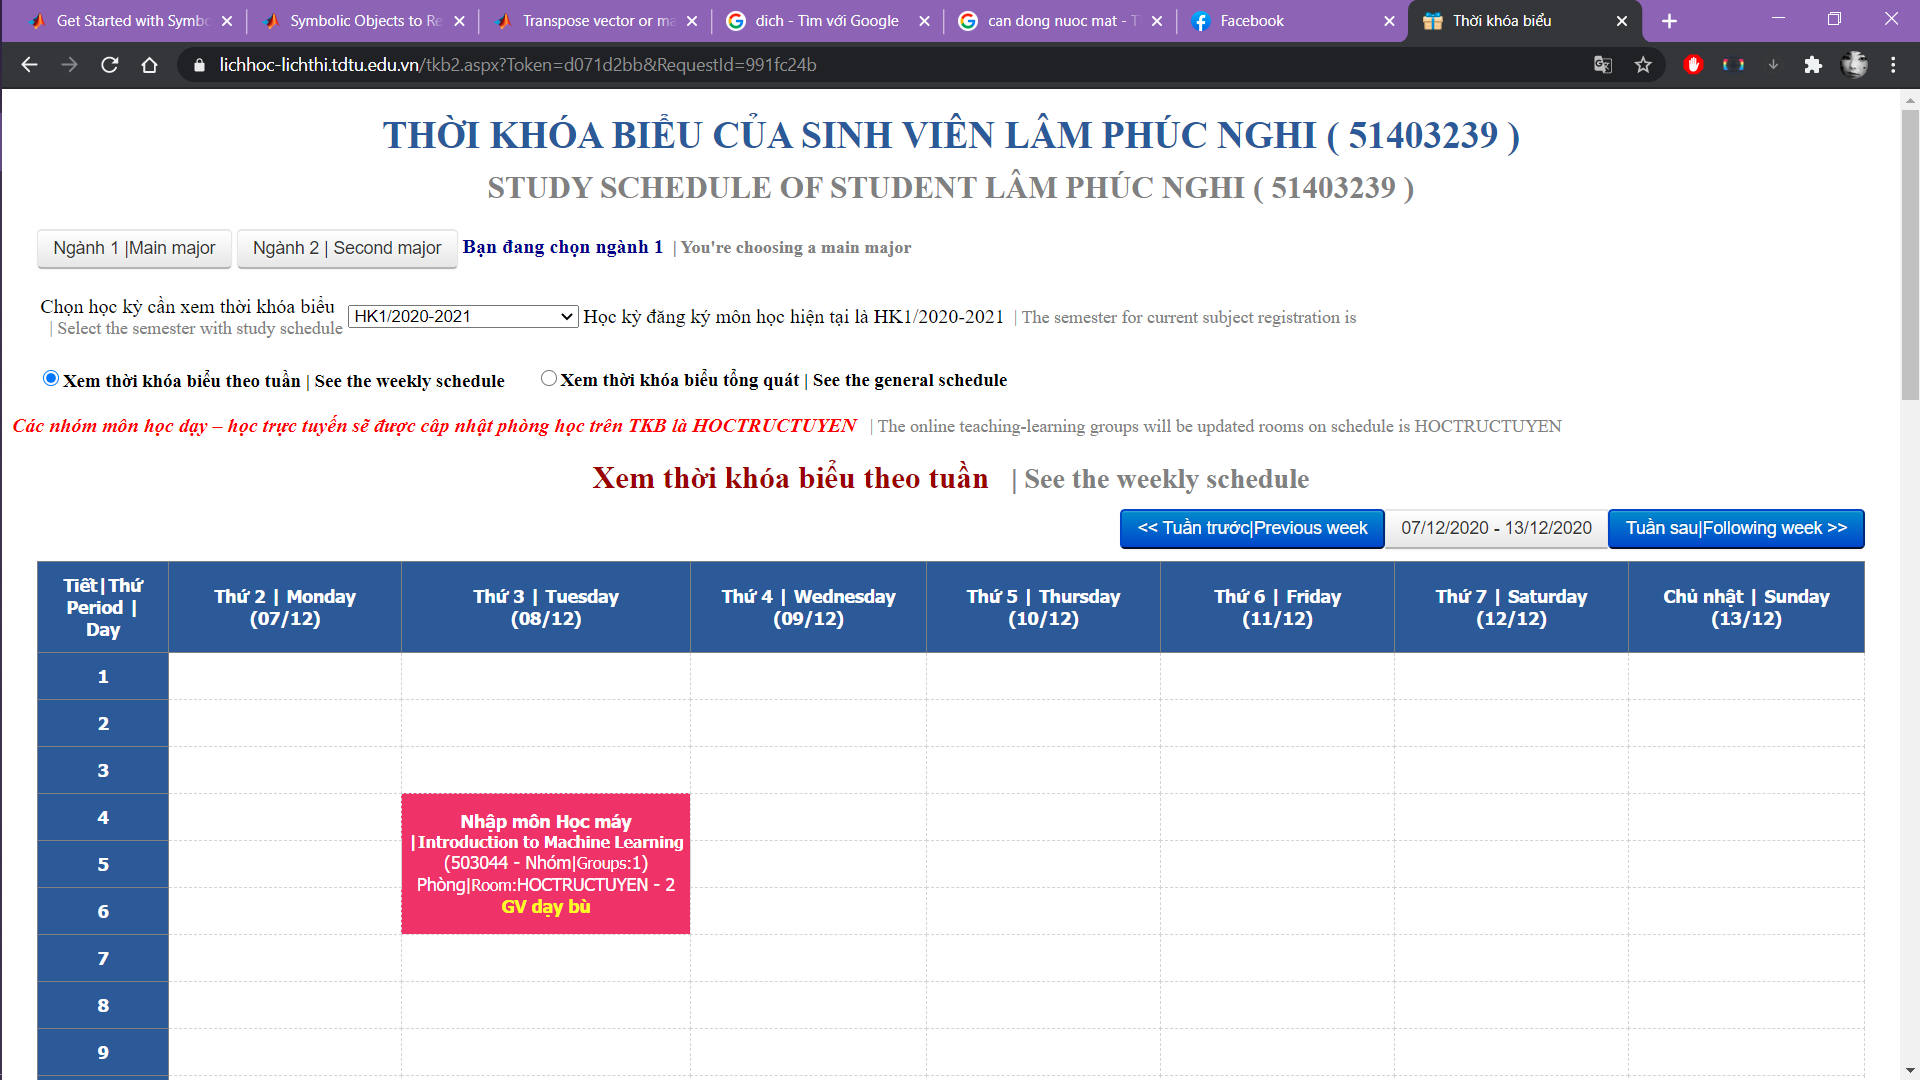 Get Started with Symbo
Symbolic Objects to Re
Transpose vector or ma
dich - Tìm với Google
can dong nuoc mat - T
Facebook
Thời khóa biểu
lichhoc-lichthi.tdtu.edu.vn/tkb2.aspx?Token=d071d2bb&RequestId=991fc24b
THỜI KHÓA BIỂU CỦA SINH VIÊN LÂM PHÚC NGHI ( 51403239 )
STUDY SCHEDULE OF STUDENT LÂM PHÚC NGHI ( 51403239 )
Ngành 1 |Main major
Ngành 2 | Second major
Bạn đang chọn ngành 1 | You're choosing a main major
Chọn học kỳ cần xem thời khóa biểu
| Select the semester with study schedule
HK1/2020-2021
Học kỳ đăng ký môn học hiện tại là HK1/2020-2021 | The semester for current subject registration is
Xem thời khóa biểu theo tuần | See the weekly schedule
Xem thời khóa biểu tổng quát | See the general schedule
Các nhóm môn học dạy – học trực tuyến sẽ được câp nhật phòng học trên TKB là HOCTRUCTUYEN | The online teaching-learning groups will be updated rooms on schedule is HOCTRUCTUYEN
Xem thời khóa biểu theo tuần | See the weekly schedule
<< Tuần trước|Previous week
07/12/2020 - 13/12/2020
Tuần sau|Following week >>
Tiết|Thứ
Period |
Day
Thứ 2 | Monday
(07/12)
Thứ 3 | Tuesday
(08/12)
Thứ 4 | Wednesday
(09/12)
Thứ 5 | Thursday
(10/12)
Thứ 6 | Friday
(11/12)
Thứ 7 | Saturday
(12/12)
Chủ nhật | Sunday
(13/12)
1
2
3
4
5
6
Nhập môn Học máy
|Introduction to Machine Learning
(503044 - Nhóm|Groups:1)
Phòng|Room:HOCTRUCTUYEN - 2
GV dạy bù
7
8
9